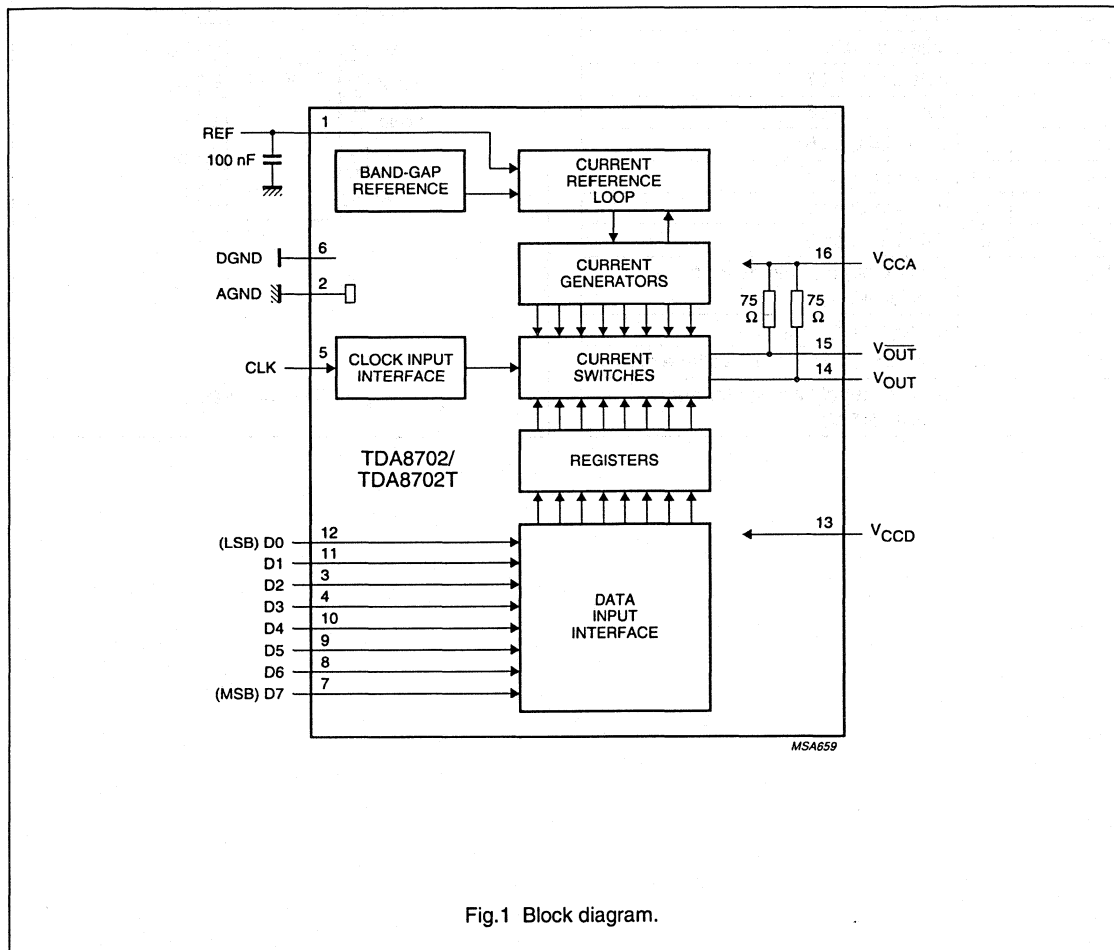 1
REF
100 nF
BAND-GAP
REFERENCE
CURRENT
REFERENCE
LOOP
6
DGND
2
AGND
CURRENT
GENERATORS
16
VCCA
75
Ω
75
Ω
15
V̅O̅U̅T̅
14
VOUT
5
CLK
CLOCK INPUT
INTERFACE
CURRENT
SWITCHES
TDA8702/
TDA8702T
REGISTERS
13
VCCD
12
(LSB) D0
11
D1
3
D2
4
D3
10
D4
9
D5
8
D6
7
(MSB) D7
DATA
INPUT
INTERFACE
MSA659
Fig.1 Block diagram.